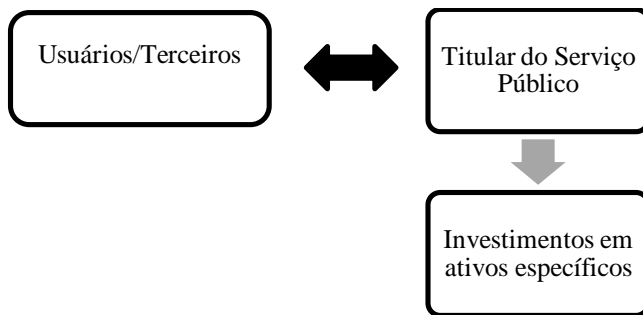 Usuários/Terceiros
Titular do Serviço
Público
Investimentos em
ativos específicos